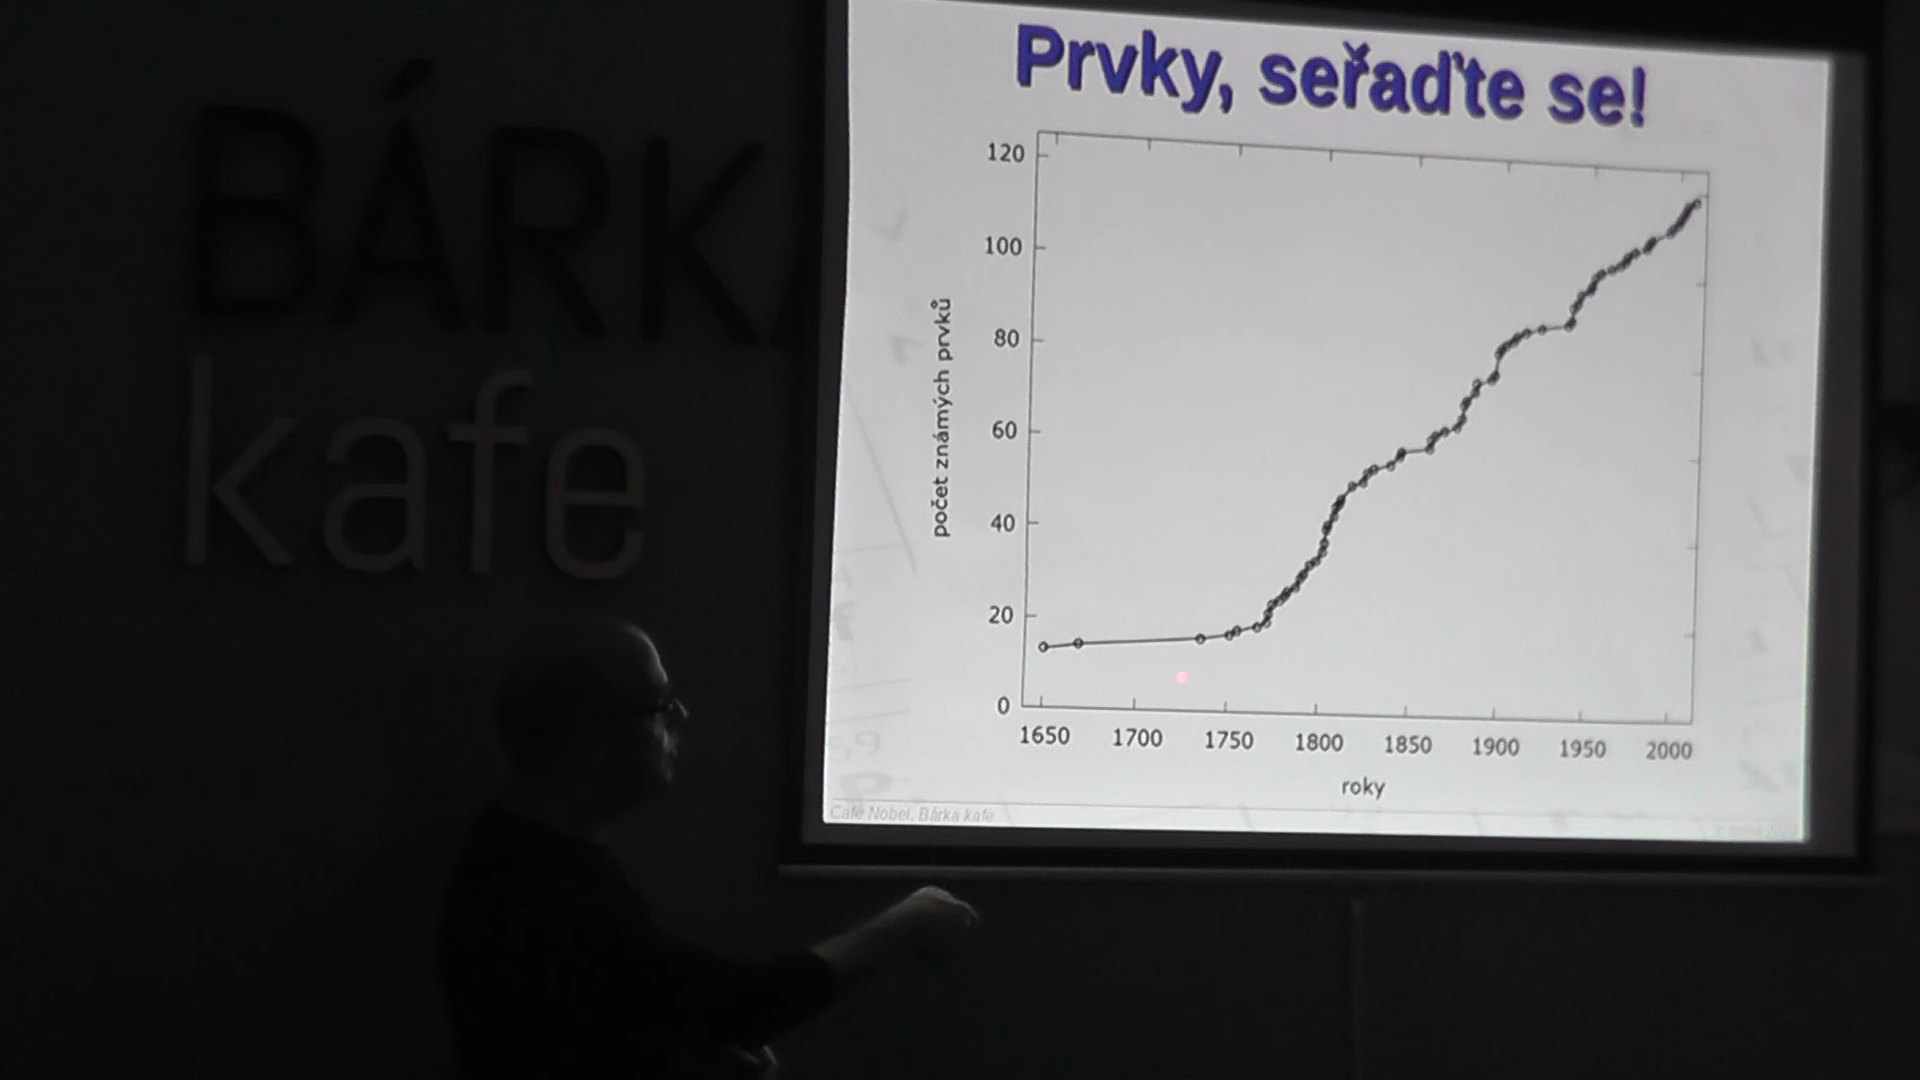 BÁRKA
kafe
Prvky, seřaďte se!
120
100
80
60
40
20
0
počet známých prvků
1650 1700 1750 1800 1850 1900 1950 2000
roky
Café Nobel, Bárka kafe